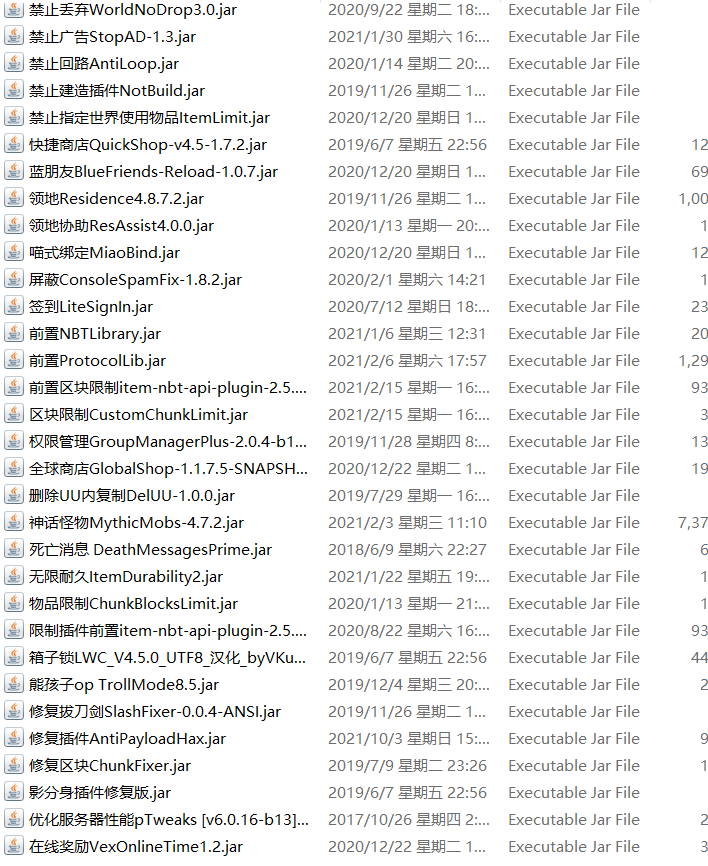 禁止丢弃WorldNoDrop3.0.jar 2020/9/22 星期二 18:... Executable Jar File
禁止广告StopAD-1.3.jar 2021/1/30 星期六 16:... Executable Jar File
禁止回路AntiLoop.jar 2020/1/14 星期二 20:... Executable Jar File
禁止建造插件NotBuild.jar 2019/11/26 星期二 1... Executable Jar File
禁止指定世界使用物品ItemLimit.jar 2020/12/20 星期日 1... Executable Jar File
快捷商店QuickShop-v4.5-1.7.2.jar 2019/6/7 星期五 22:56 Executable Jar File 12
蓝朋友BlueFriends-Reload-1.0.7.jar 2020/12/20 星期日 1... Executable Jar File 69
领地Residence4.8.7.2.jar 2019/11/26 星期二 1... Executable Jar File 1,00
领地协助ResAssist4.0.0.jar 2020/1/13 星期一 20:... Executable Jar File 1
喵式绑定MiaoBind.jar 2020/12/20 星期日 1... Executable Jar File 12
屏蔽ConsoleSpamFix-1.8.2.jar 2020/2/1 星期六 14:21 Executable Jar File 1
签到LiteSignIn.jar 2020/7/12 星期日 18:... Executable Jar File 23
前置NBTLibrary.jar 2021/1/6 星期三 12:31 Executable Jar File 20
前置ProtocolLib.jar 2021/2/6 星期六 17:57 Executable Jar File 1,29
前置区块限制item-nbt-api-plugin-2.5.... 2021/2/15 星期一 16:... Executable Jar File 93
区块限制CustomChunkLimit.jar 2021/2/15 星期一 16:... Executable Jar File 3
权限管理GroupManagerPlus-2.0.4-b1... 2019/11/28 星期四 8:... Executable Jar File 13
全球商店GlobalShop-1.1.7.5-SNAPSH... 2020/12/22 星期二 1... Executable Jar File 19
删除UU内复制DelUU-1.0.0.jar 2019/7/29 星期一 16:... Executable Jar File
神话怪物MythicMobs-4.7.2.jar 2021/2/3 星期三 11:10 Executable Jar File 7,37
死亡消息 DeathMessagesPrime.jar 2018/6/9 星期六 22:27 Executable Jar File 6
无限耐久ItemDurability2.jar 2021/1/22 星期五 19:... Executable Jar File 1
物品限制ChunkBlocksLimit.jar 2020/1/13 星期一 21:... Executable Jar File 1
限制插件前置item-nbt-api-plugin-2.5.... 2020/8/22 星期六 16:... Executable Jar File 93
箱子锁LWC_V4.5.0_UTF8_汉化_byVKu... 2019/6/7 星期五 22:56 Executable Jar File 44
熊孩子op TrollMode8.5.jar 2019/12/4 星期三 20:... Executable Jar File 2
修复拔刀剑SlashFixer-0.0.4-ANSI.jar 2019/11/26 星期二 1... Executable Jar File
修复插件AntiPayloadHax.jar 2021/10/3 星期日 15:... Executable Jar File 9
修复区块ChunkFixer.jar 2019/7/9 星期二 23:26 Executable Jar File 1
影分身插件修复版.jar 2019/6/7 星期五 22:56 Executable Jar File
优化服务器性能pTweaks [v6.0.16-b13]... 2017/10/26 星期四 2... Executable Jar File 2
在线奖励VexOnlineTime1.2.jar 2020/12/22 星期二 1... Executable Jar File 3